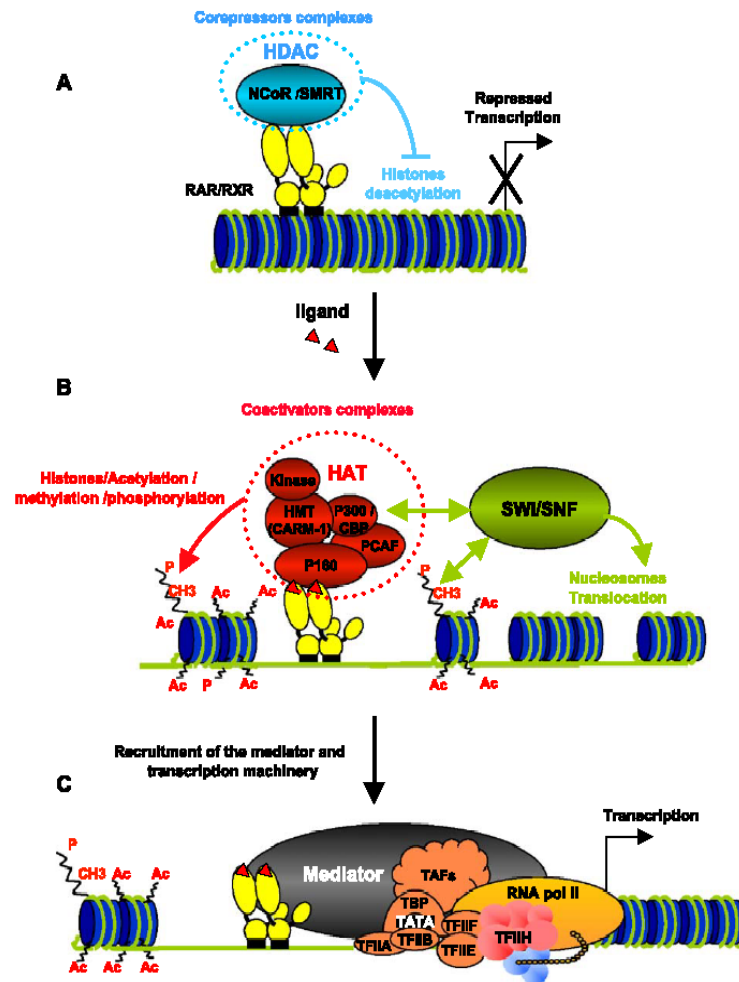 Corepressors complexes
HDAC
A
NCoR /SMRT
Repressed
Transcription
Histones
deacetylation
RAR/RXR
ligand
B
Coactivators complexes
Histones/Acetylation /
methylation /phosphorylation
HAT
Kinase
HMT
(CARM-1)
P300 /
CBP
PCAF
P160
SWI/SNF
Nucleosomes
Translocation
P
CH3
Ac
Ac
Ac
Ac
P
Ac
P
CH3
Ac
Ac
Ac
Recruitment of the mediator and
transcription machinery
C
Transcription
P
CH3
Ac
Ac
Ac
Ac
Mediator
TAFs
TBP
TATA
RNA pol II
TFIIA
TFIIB
TFIIF
TFIIE
TFIIH